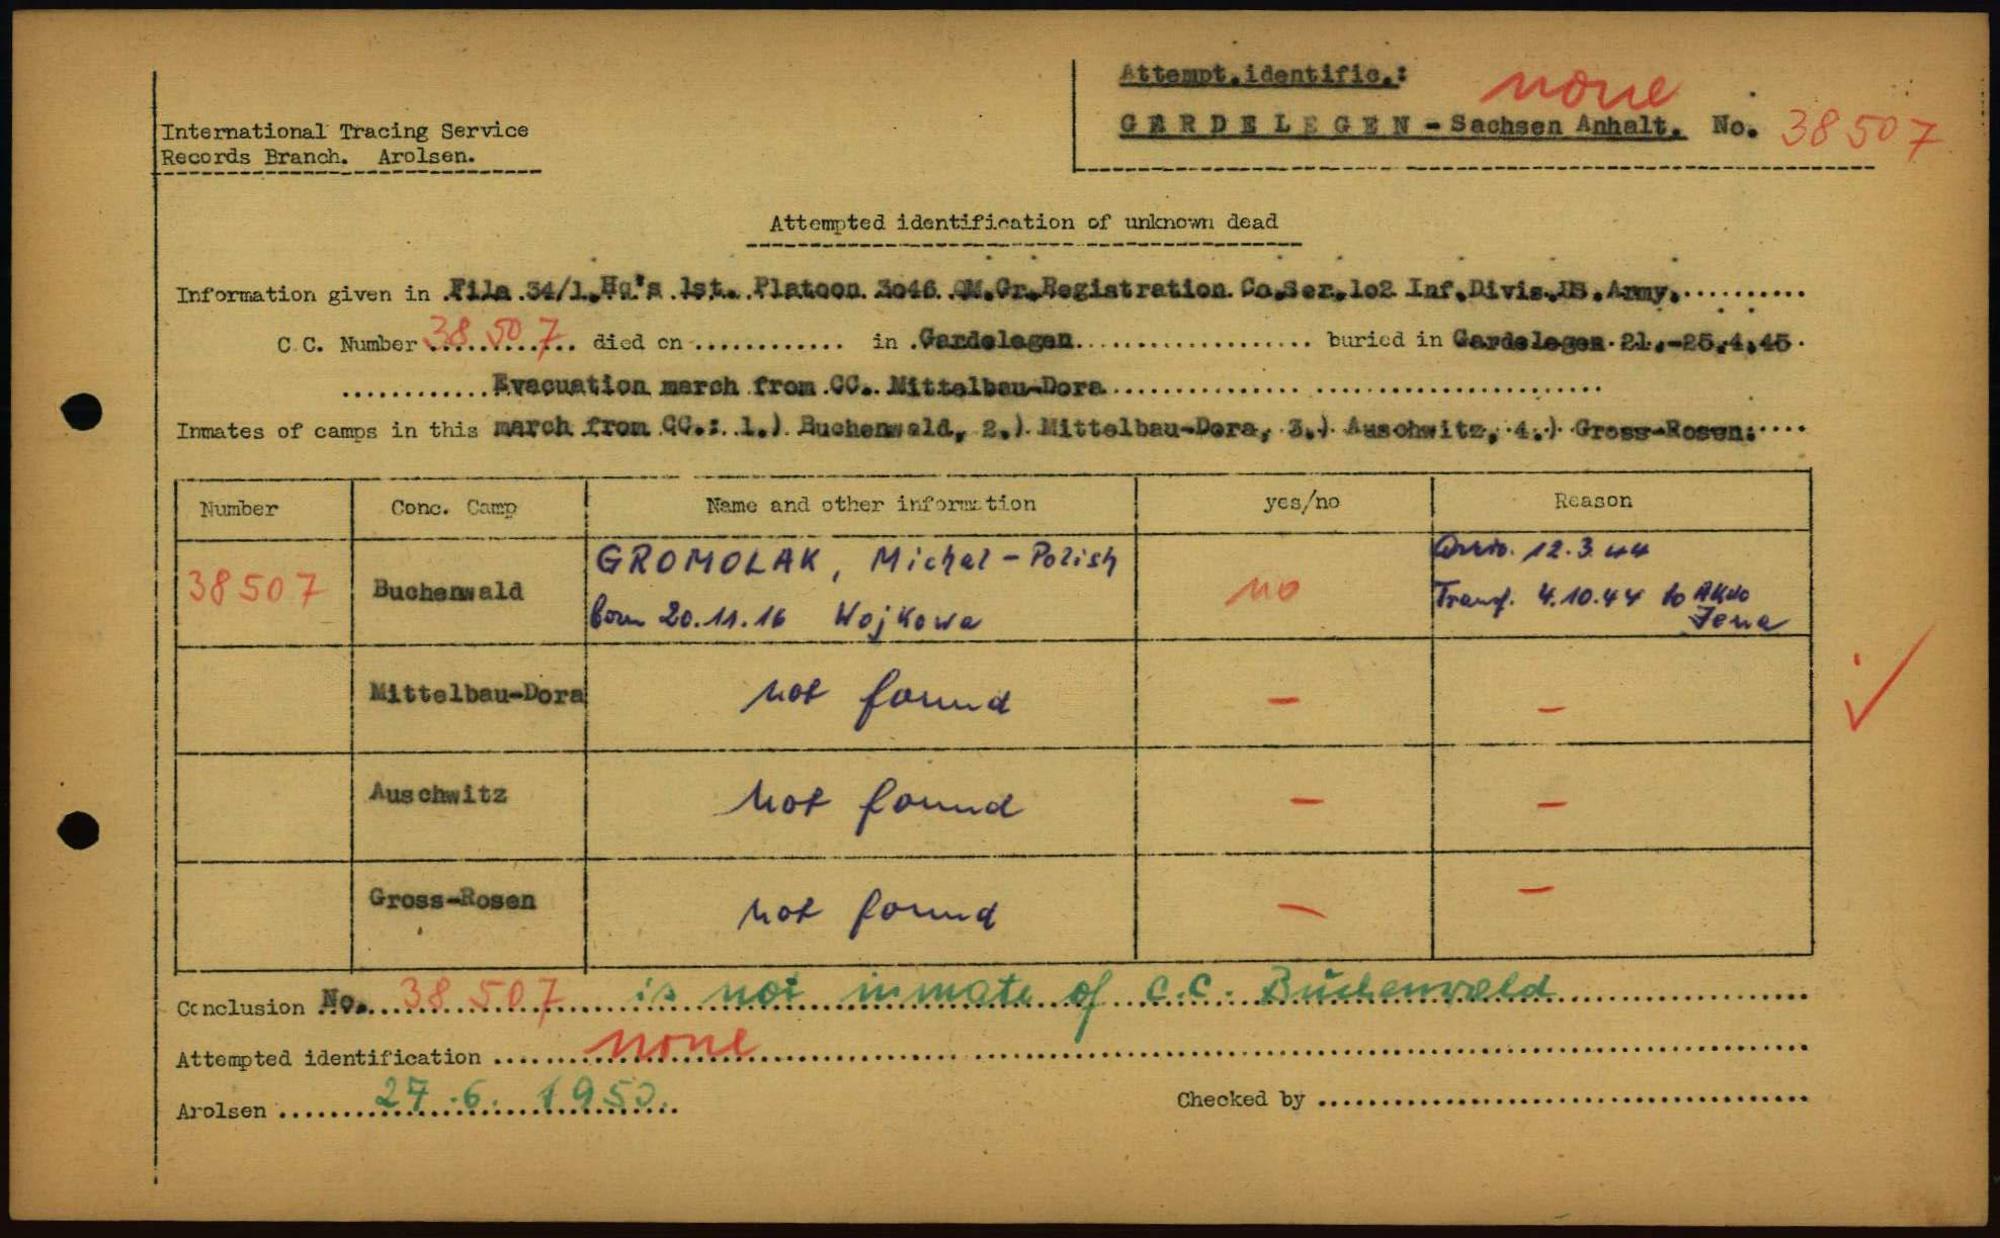 Attempt.identific.: none
GERDELEGEN - Sachsen Anhalt. No. 38507
International Tracing Service
Records Branch. Arolsen.
Attempted identification of unknown dead
Information given in File 34/1.Hq's 1st. Platoon 3o46 QM.Gr.Registration Co.Ser.1o2 Inf.Divis.US.Army.
C.C. Number 38507 died on ............ in Gardelegen buried in Gardelegen 21.-25.4.45
Evacuation march from CC. Mittelbau-Dora
Inmates of camps in this march from CC.: 1.) Buchenwald, 2.) Mittelbau-Dora, 3.) Auschwitz, 4.) Gross-Rosen.
Number Conc. Camp Name and other information yes/no Reason
38507 Buchenwald GROMOLAK, Michal - Polish no 12.3.44
born 20.11.16 Wojkowa Transf. 4.10.44 to AKdo
Jena
Mittelbau-Dora not found - -
Auschwitz not found - -
Gross-Rosen not found - -
Conclusion No. 38507 is not inmate of C.C. Buchenwald
Attempted identification none
Arolsen 27.6.1950.
Checked by